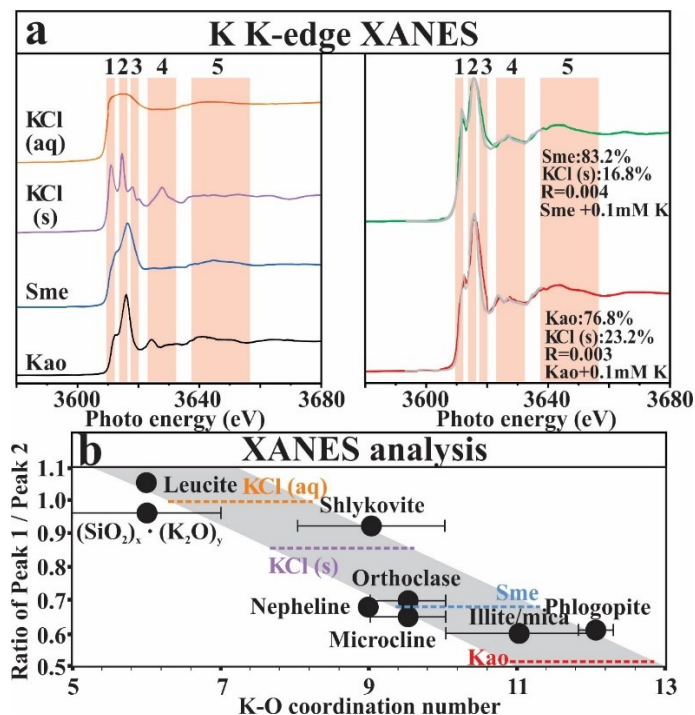 a K K-edge XANES
1 2 3 4 5
KCl (aq)
KCl (s)
Sme
Kao
3600 3640 3680
Photo energy (eV)
1 2 3 4 5
Sme:83.2%
KCl (s):16.8%
R=0.004
Sme +0.1mM K
Kao:76.8%
KCl (s):23.2%
R=0.003
Kao+0.1mM K
3600 3640 3680
Photo energy (eV)
b XANES analysis
Ratio of Peak 1 / Peak 2
1.1
1.0
0.9
0.8
0.7
0.6
0.5
Leucite
KCl (aq)
(SiO₂)ₓ · (K₂O)ᵧ
Shlykovite
KCl (s)
Orthoclase
Nepheline
Sme
Microcline
Illite/mica
Phlogopite
Kao
5 7 9 11 13
K-O coordination number